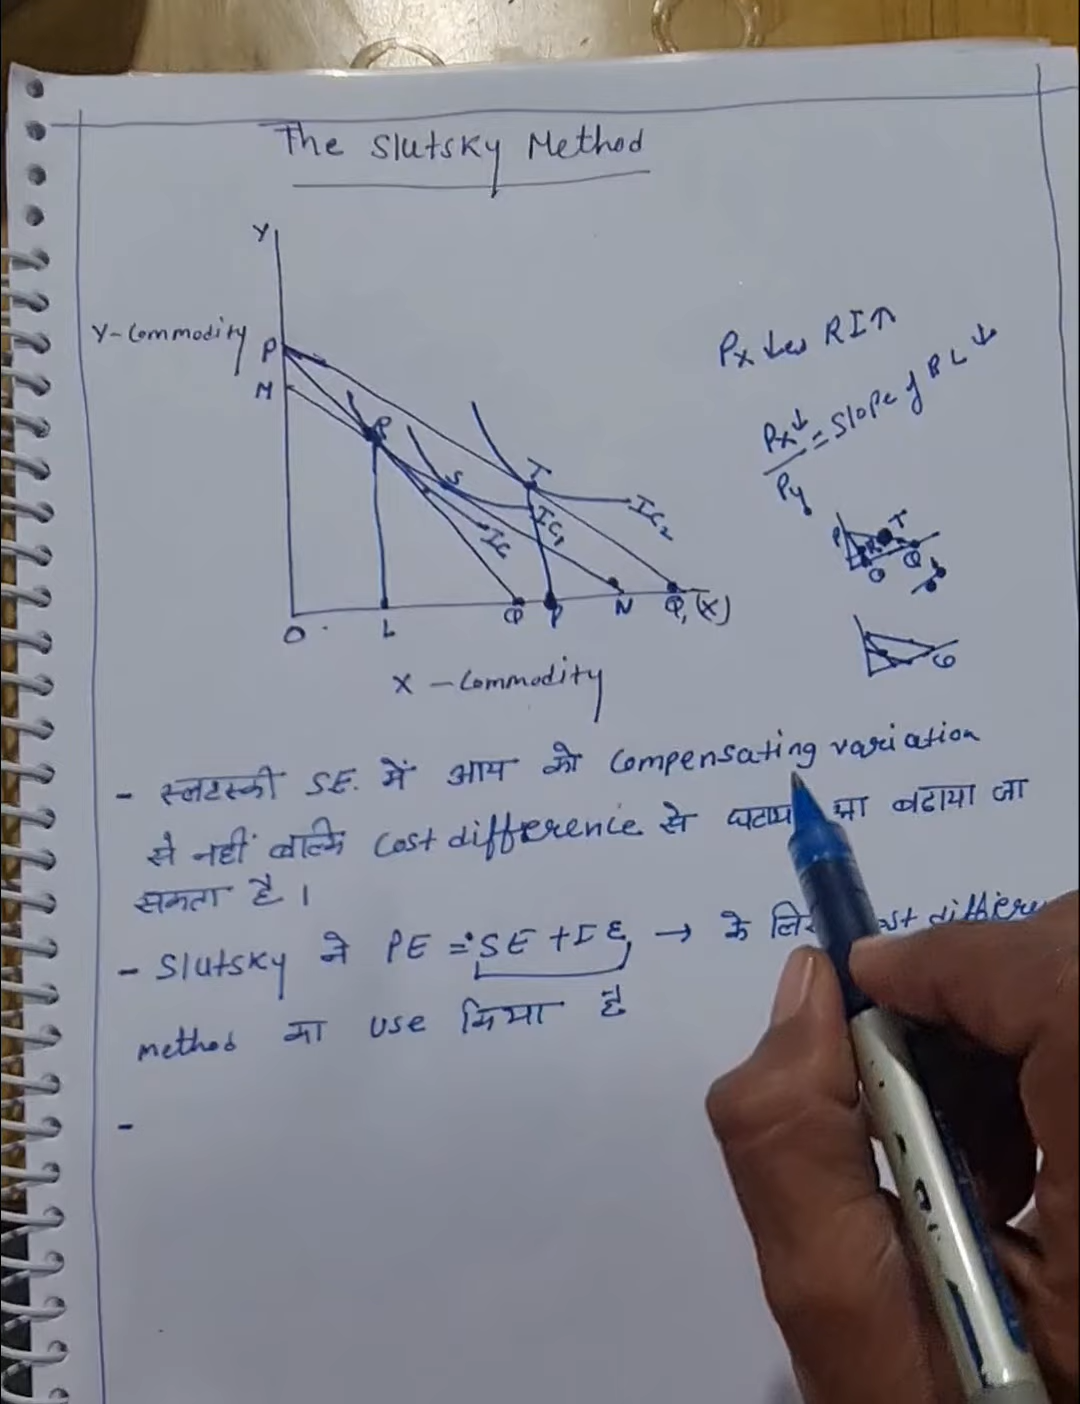 The Slutsky Method
Y
Y-Commodity
P
M
R
S
T
IC
IC1
IC2
O
L
Q
P
N
Q1 (X)
X - Commodity
Px ↓es RI↑
Px↓ = Slope of BL↓
Py
P
R
T
Q
Q
Q
- स्लटस्की S.E. में आय को Compensating variation
से नहीं बल्कि Cost difference से घटाया या बढाया जा
सकता है ।
- Slutsky ने PE = SE + IE → के लिए
method का use किया है
-